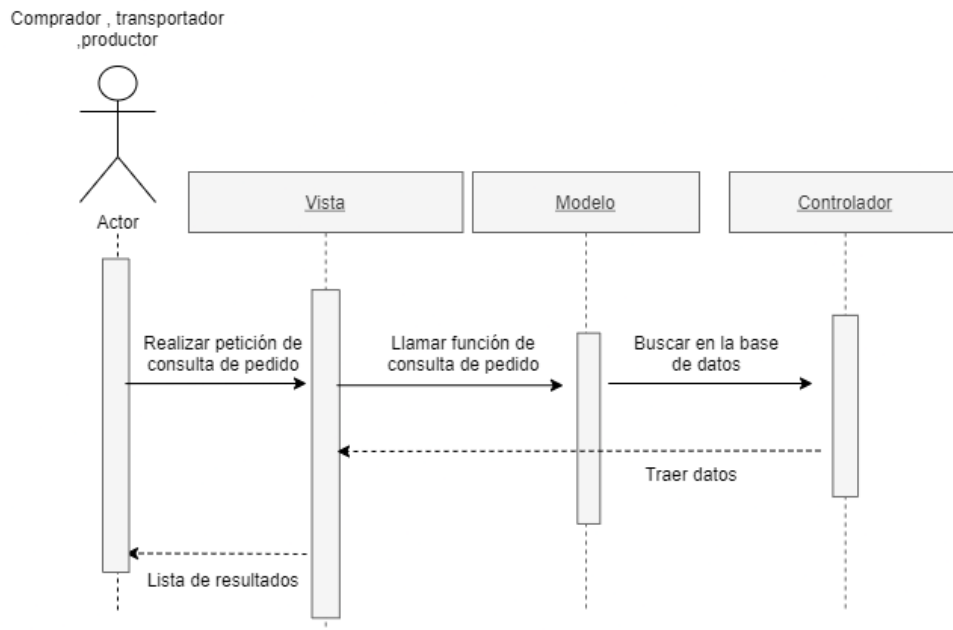 Comprador , transportador
,productor
Actor
Vista
Modelo
Controlador
Realizar petición de
consulta de pedido
Llamar función de
consulta de pedido
Buscar en la base
de datos
Traer datos
Lista de resultados